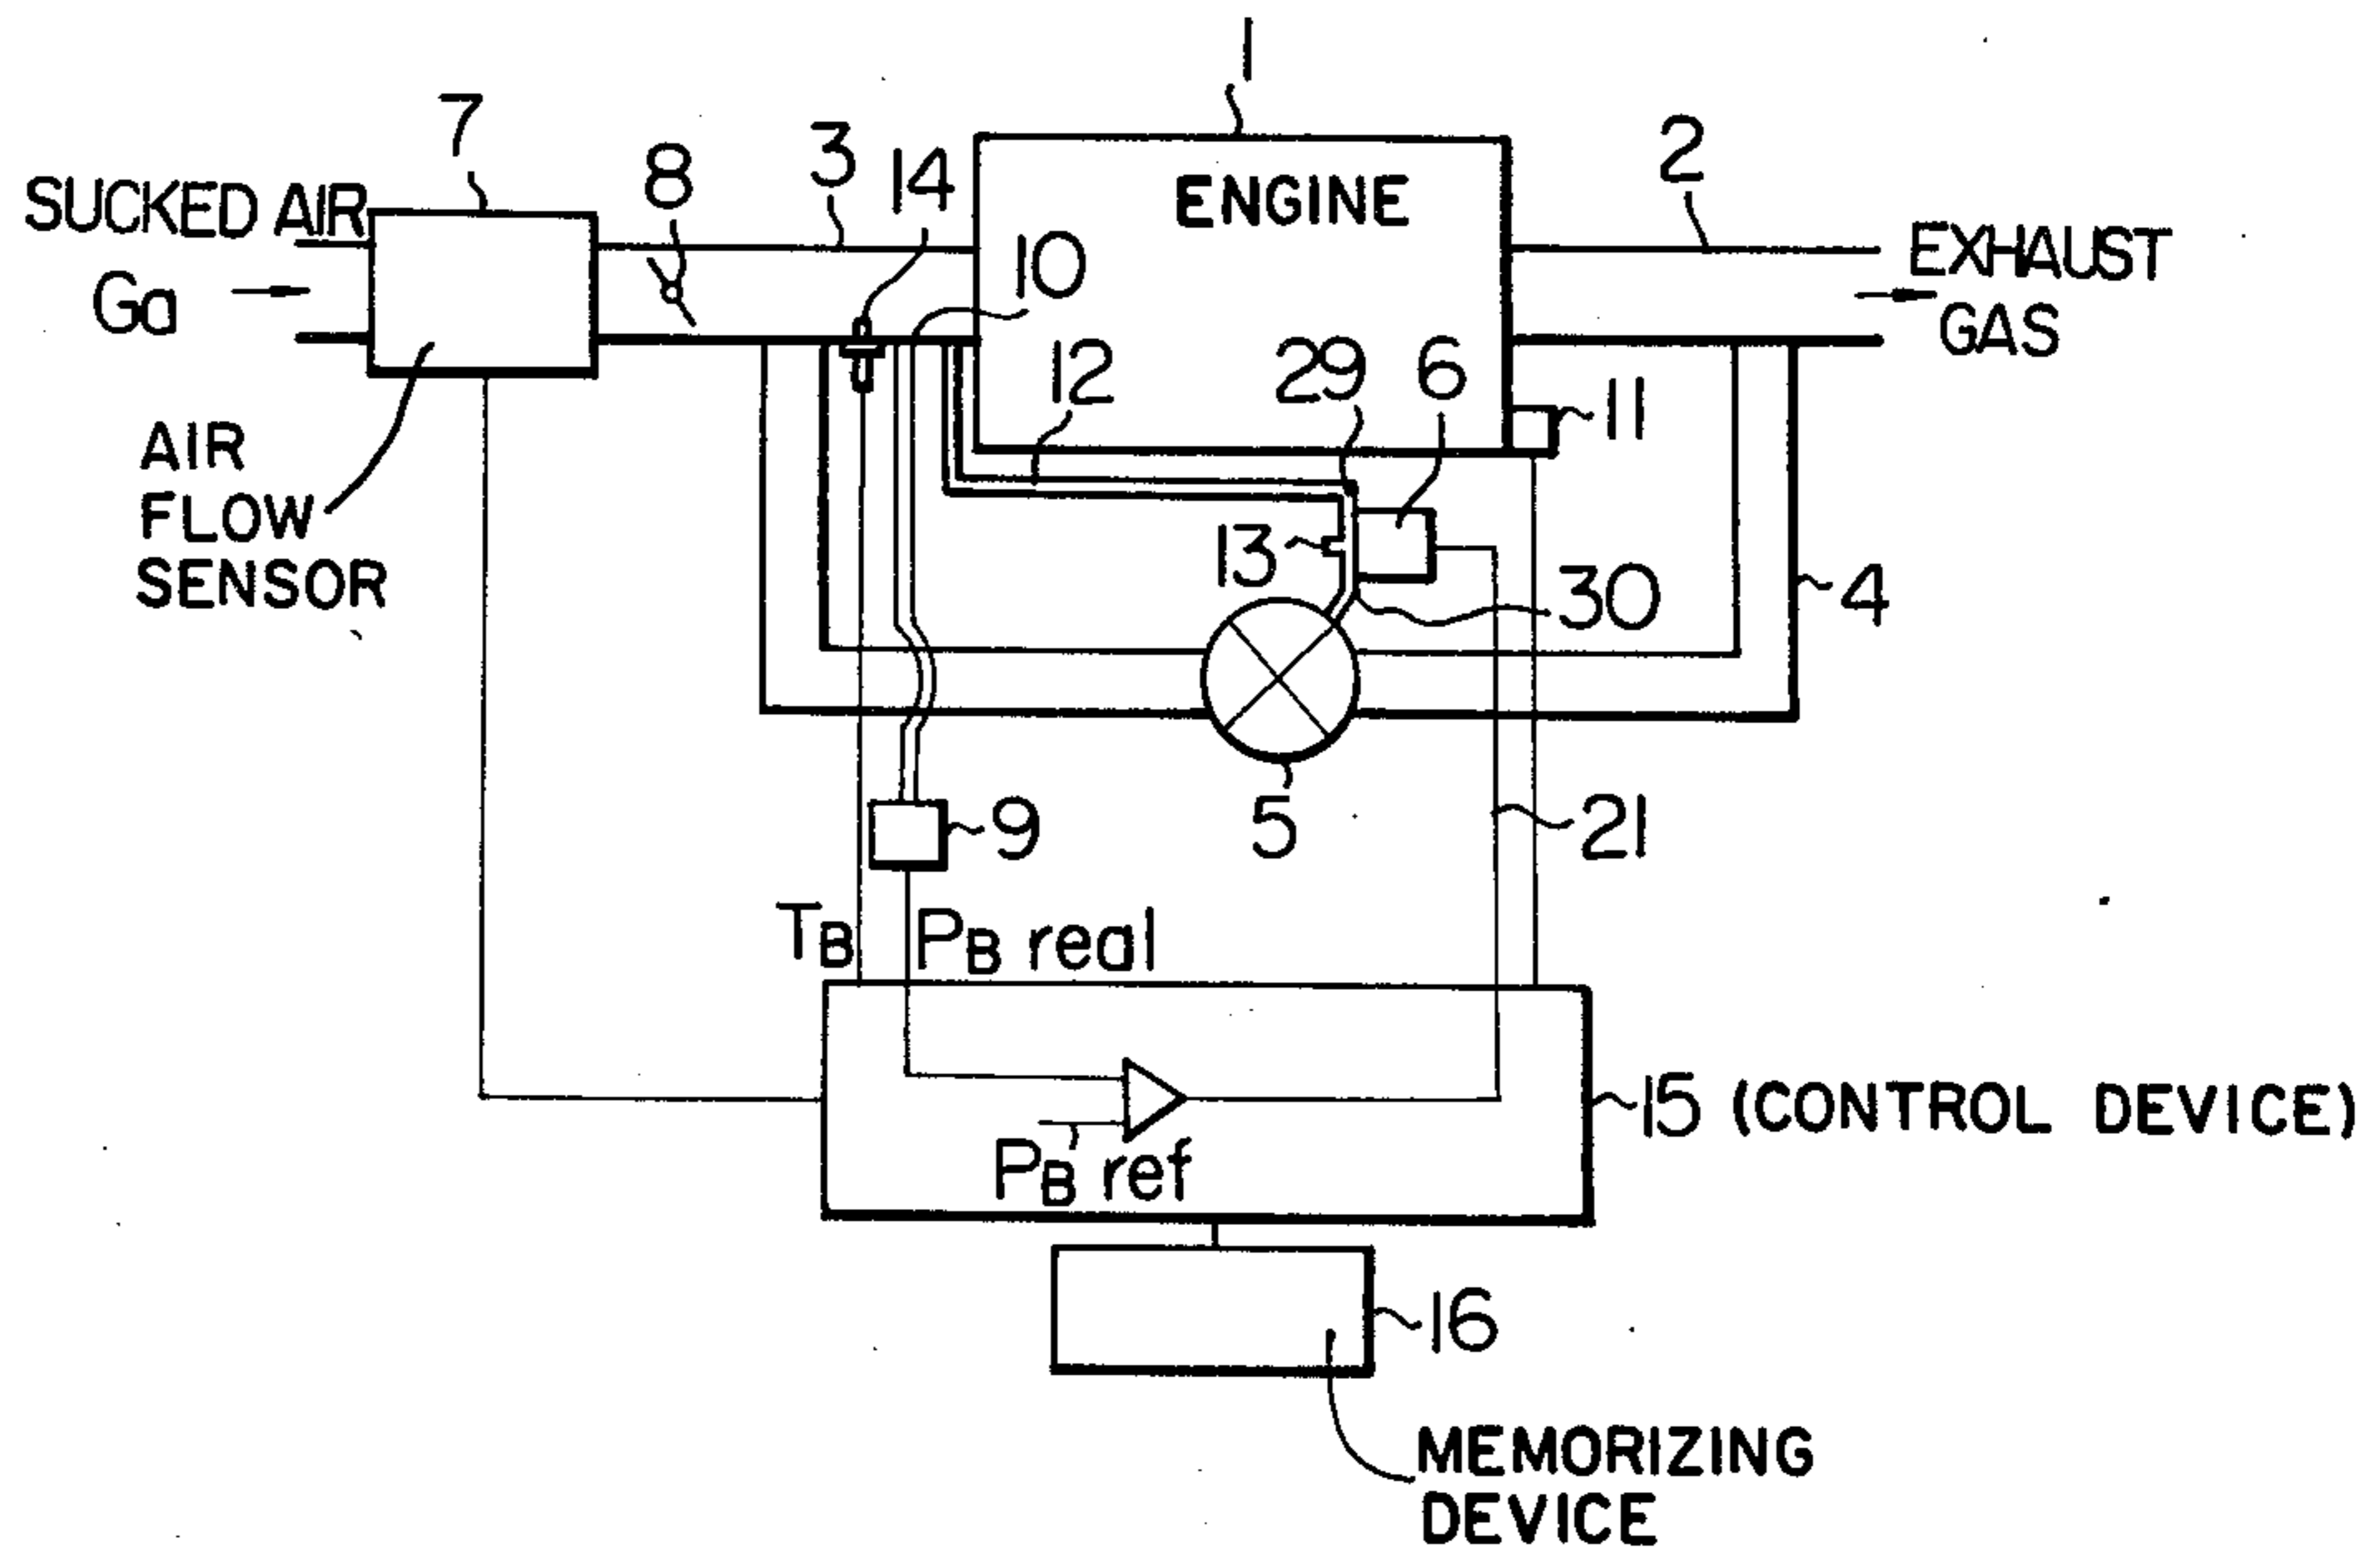 1
7
3
2
8
14
SUCKED AIR
ENGINE
EXHAUST
GAS
10
Ga
12
29
6
11
AIR
FLOW
SENSOR
13
30
4
5
9
21
TB
PB real
15 (CONTROL DEVICE)
PB ref
16
MEMORIZING
DEVICE